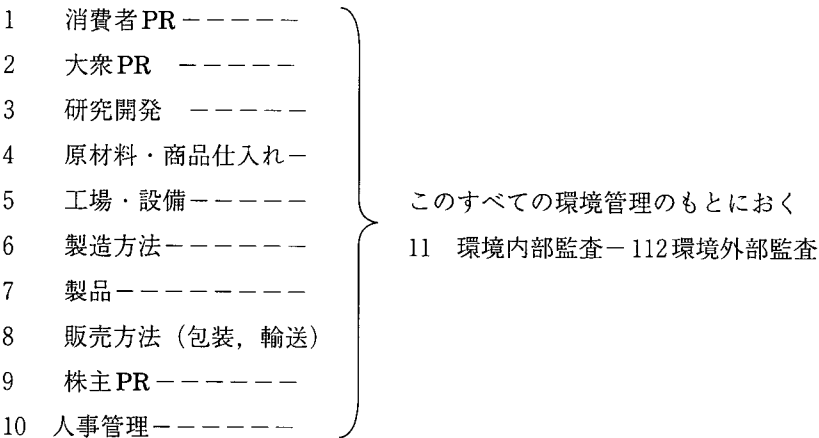 1 消費者PR－－－－－
2 大衆PR －－－－－
3 研究開発 －－－－－
4 原材料・商品仕入れ－
5 工場・設備－－－－－
6 製造方法－－－－－－
7 製品－－－－－－－－
8 販売方法（包装，輸送）
9 株主PR－－－－－－
10 人事管理－－－－－－
このすべての環境管理のもとにおく
11 環境内部監査－112環境外部監査